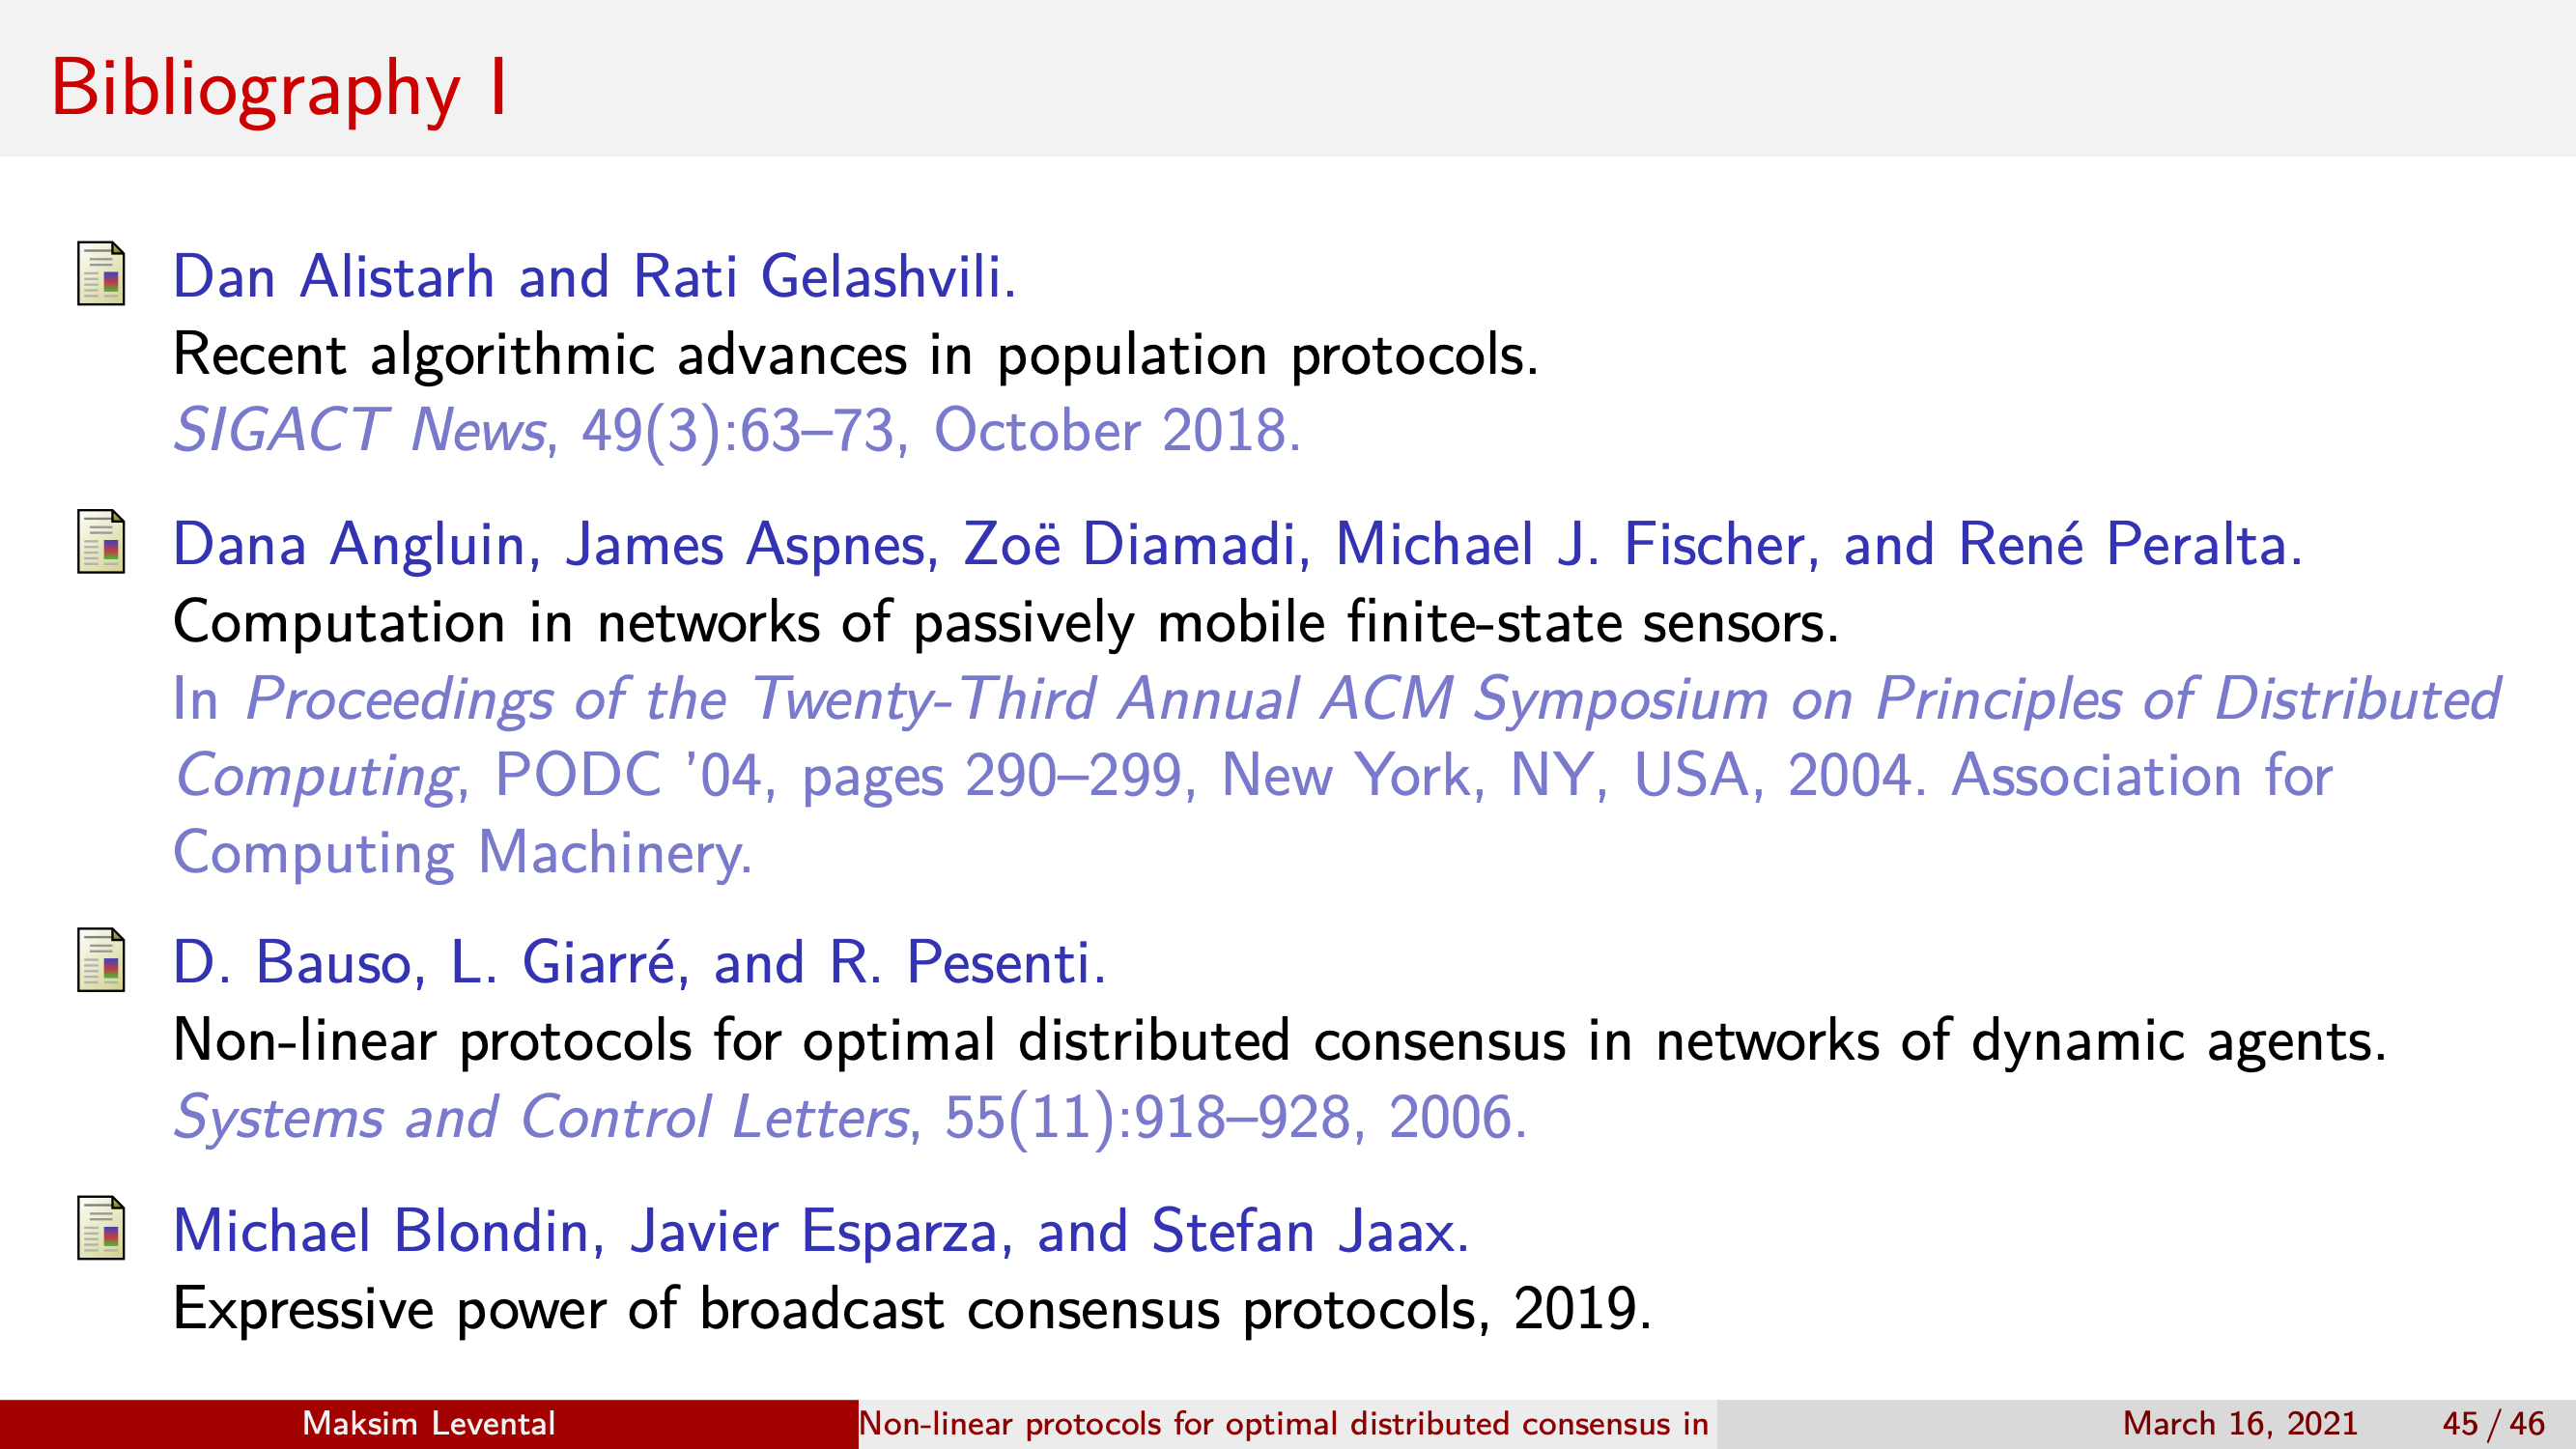 Bibliography I
Dan Alistarh and Rati Gelashvili.
Recent algorithmic advances in population protocols.
SIGACT News, 49(3):63–73, October 2018.
Dana Angluin, James Aspnes, Zoë Diamadi, Michael J. Fischer, and René Peralta.
Computation in networks of passively mobile finite-state sensors.
In Proceedings of the Twenty-Third Annual ACM Symposium on Principles of Distributed
Computing, PODC ’04, pages 290–299, New York, NY, USA, 2004. Association for
Computing Machinery.
D. Bauso, L. Giarré, and R. Pesenti.
Non-linear protocols for optimal distributed consensus in networks of dynamic agents.
Systems and Control Letters, 55(11):918–928, 2006.
Michael Blondin, Javier Esparza, and Stefan Jaax.
Expressive power of broadcast consensus protocols, 2019.
Maksim Levental Non-linear protocols for optimal distributed consensus in March 16, 2021 45 / 46